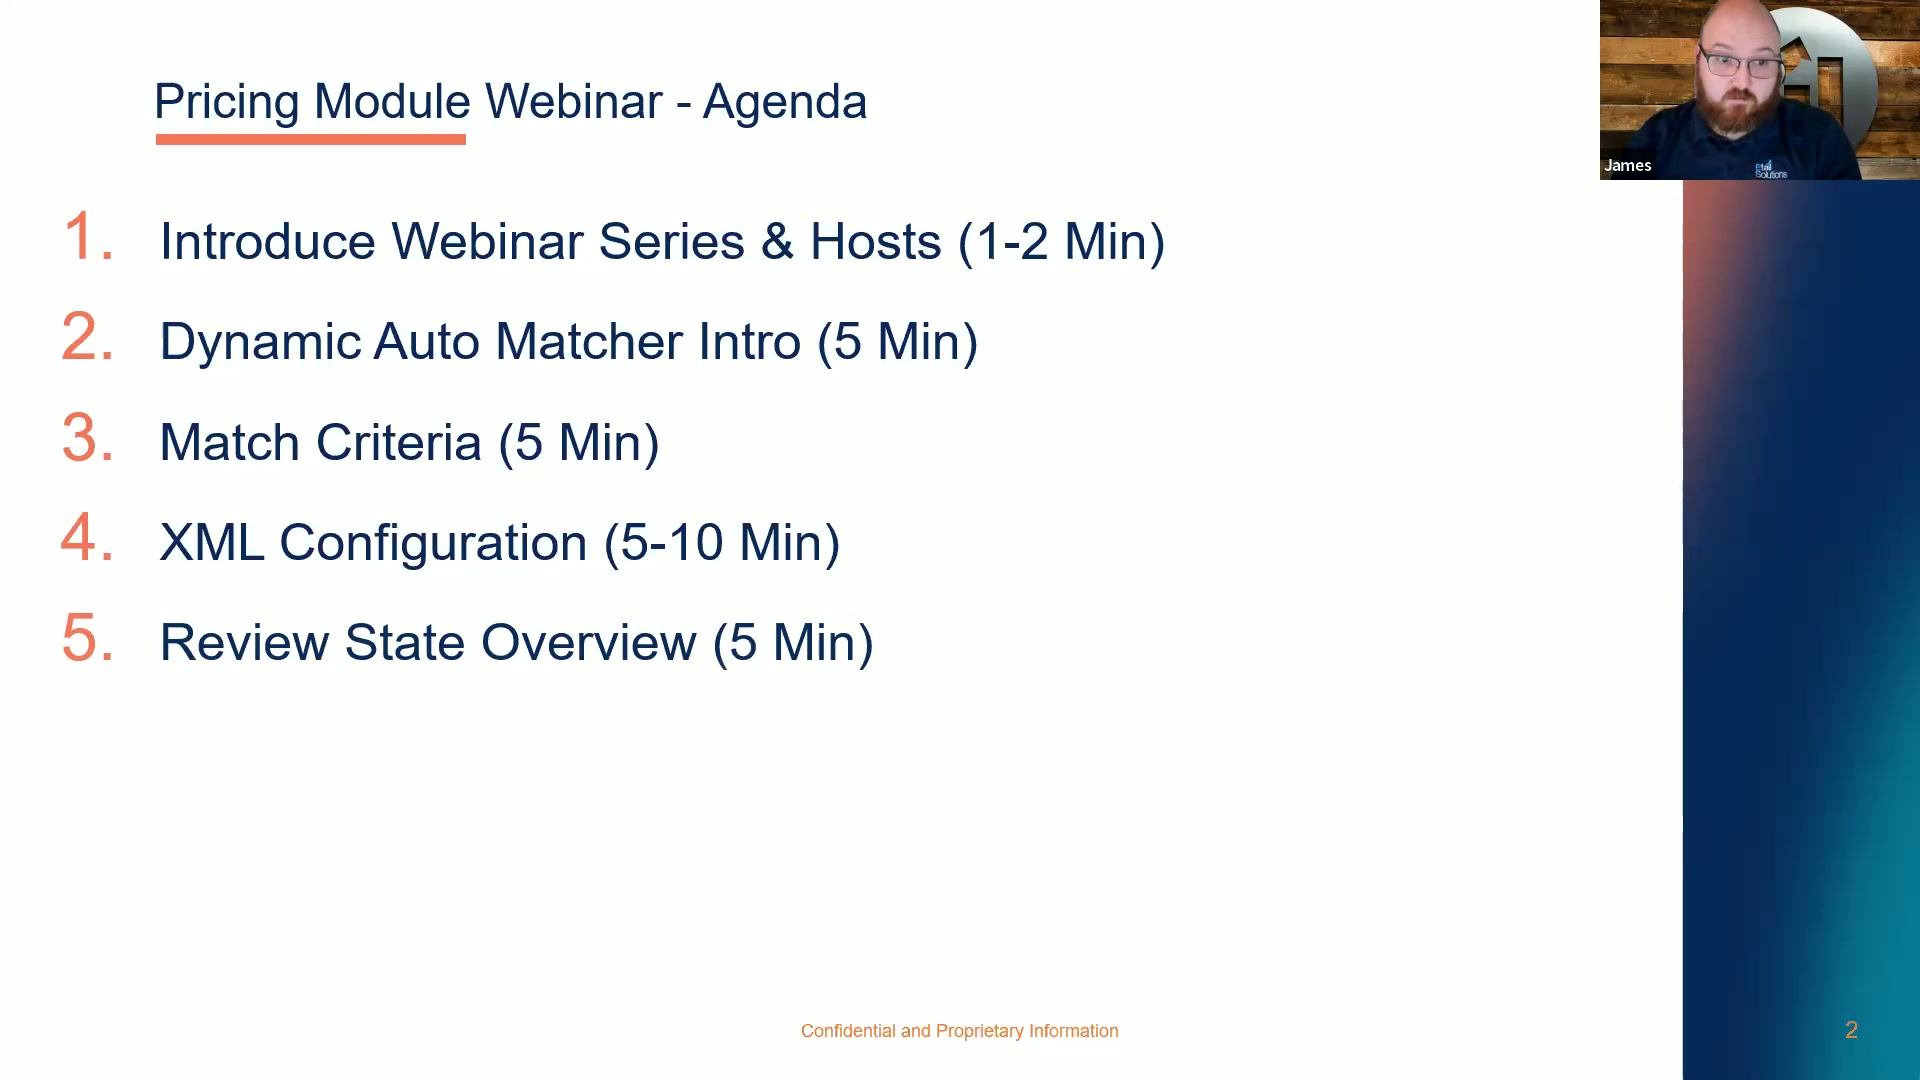 Pricing Module Webinar - Agenda
1. Introduce Webinar Series & Hosts (1-2 Min)
2. Dynamic Auto Matcher Intro (5 Min)
3. Match Criteria (5 Min)
4. XML Configuration (5-10 Min)
5. Review State Overview (5 Min)
James
Etail
Solutions
Confidential and Proprietary Information
2